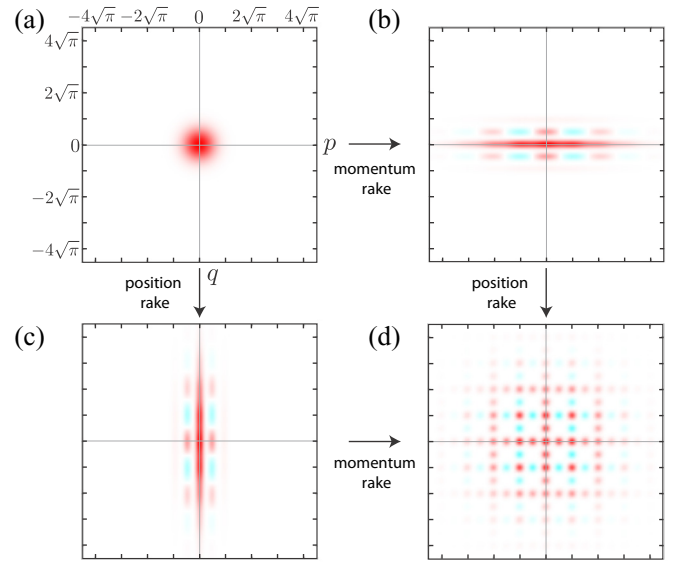 (a)
−4√π −2√π 0 2√π 4√π
(b)
4√π
2√π
0
−2√π
−4√π
p
momentum
rake
position
rake
q
position
rake
(c)
(d)
momentum
rake